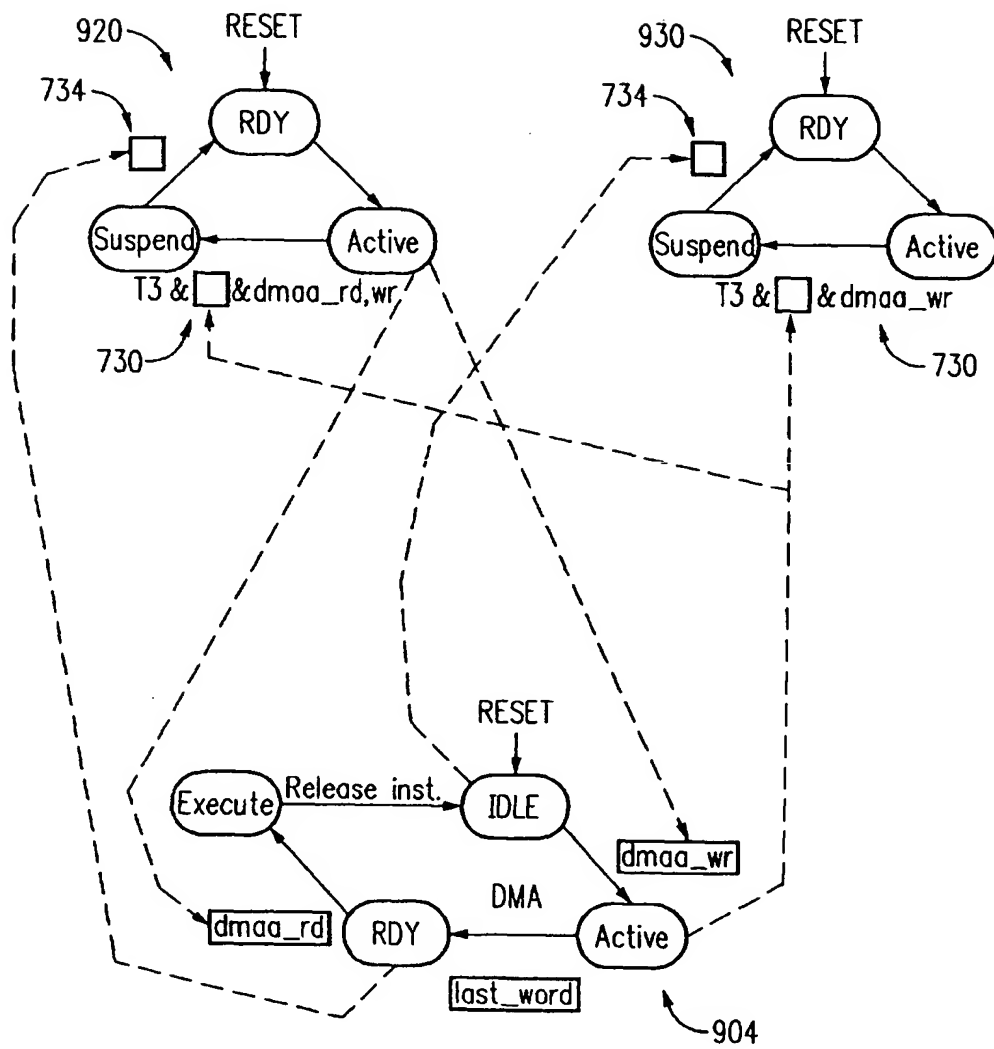 920
RESET
930
RESET
734
734
RDY
RDY
Suspend
Active
Suspend
Active
T3 & &dmaa_rd,wr
T3 & &dmaa_wr
730
730
RESET
Execute
Release inst.
IDLE
dmaa_wr
DMA
dmaa_rd
RDY
Active
last_word
904